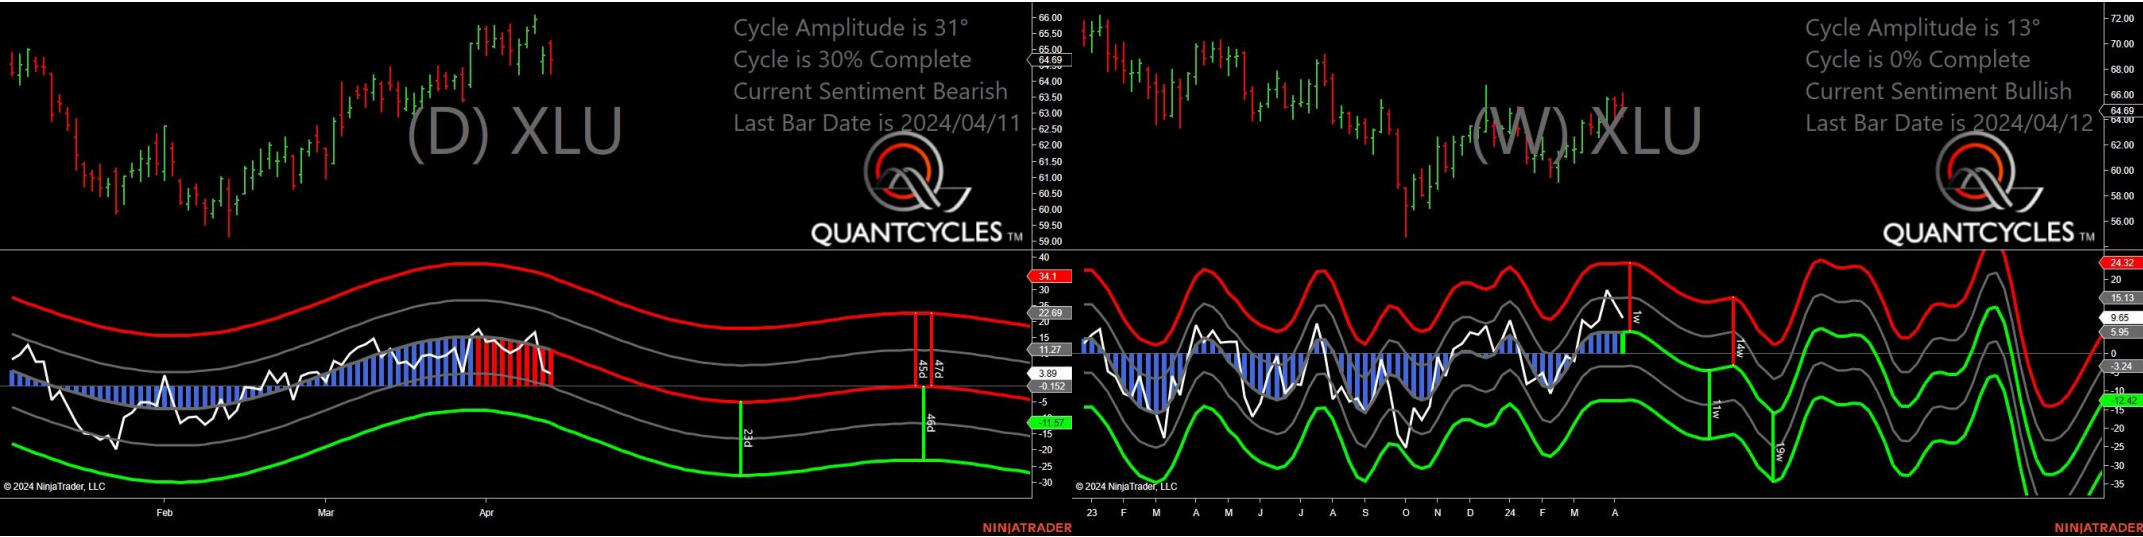 Cycle Amplitude is 31°
Cycle is 30% Complete
Current Sentiment Bearish
Last Bar Date is 2024/04/11
(D) XLU
QUANTCYCLES TM
66.00
65.50
65.00
64.69
64.00
63.50
63.00
62.50
62.00
61.50
61.00
60.50
60.00
59.50
59.00
40
34.1
30
25
22.69
20
15
11.27
3.89
-0.152
-5
-11.57
-15
-20
-25
-30
45d
47d
46d
23d
© 2024 NinjaTrader, LLC
Feb
Mar
Apr
NINJATRADER
Cycle Amplitude is 13°
Cycle is 0% Complete
Current Sentiment Bullish
Last Bar Date is 2024/04/12
(W) XLU
QUANTCYCLES TM
72.00
70.00
68.00
66.00
64.69
64.00
62.00
60.00
58.00
56.00
24.32
20
15.13
9.65
5.95
0
-3.24
-10
-12.42
-15
-20
-25
-30
-35
1w
14w
11w
19w
© 2024 NinjaTrader, LLC
23 F M A M J J A S O N D 24 F M A
NINJATRADER